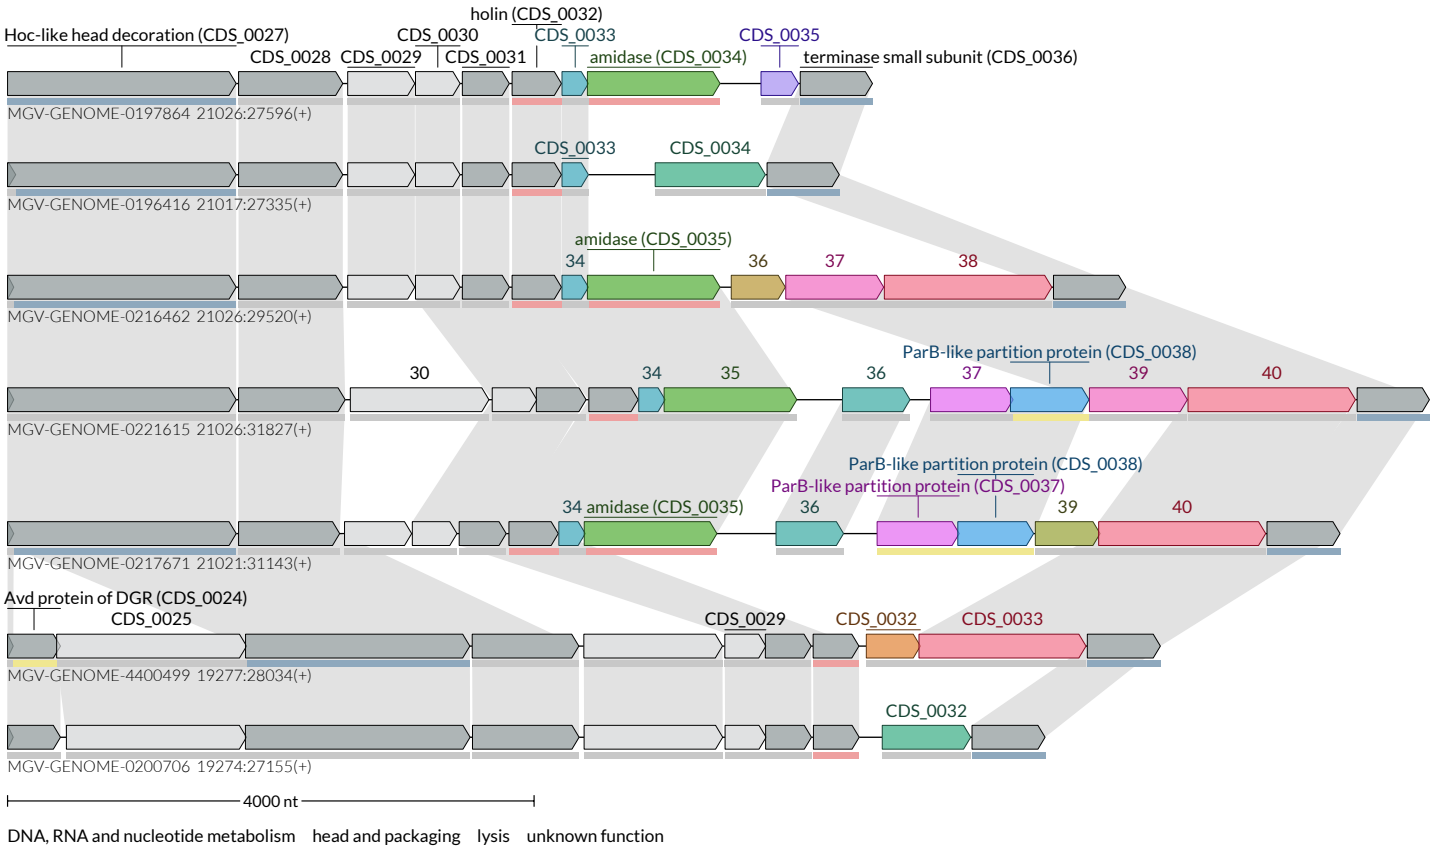 holin (CDS_0032)
Hoc-like head decoration (CDS_0027) CDS_0030 CDS_0033 CDS_0035
CDS_0028 CDS_0029 CDS_0031 amidase (CDS_0034) terminase small subunit (CDS_0036)
MGV-GENOME-0197864 21026:27596(+)
CDS_0033 CDS_0034
MGV-GENOME-0196416 21017:27335(+)
amidase (CDS_0035)
34 36 37 38
MGV-GENOME-0216462 21026:29520(+)
ParB-like partition protein (CDS_0038)
30 34 35 36 37 39 40
MGV-GENOME-0221615 21026:31827(+)
ParB-like partition protein (CDS_0038)
ParB-like partition protein (CDS_0037)
34 amidase (CDS_0035) 36 39 40
MGV-GENOME-0217671 21021:31143(+)
Avd protein of DGR (CDS_0024)
CDS_0025 CDS_0029 CDS_0032 CDS_0033
MGV-GENOME-4400499 19277:28034(+)
CDS_0032
MGV-GENOME-0200706 19274:27155(+)
4000 nt
DNA, RNA and nucleotide metabolism head and packaging lysis unknown function